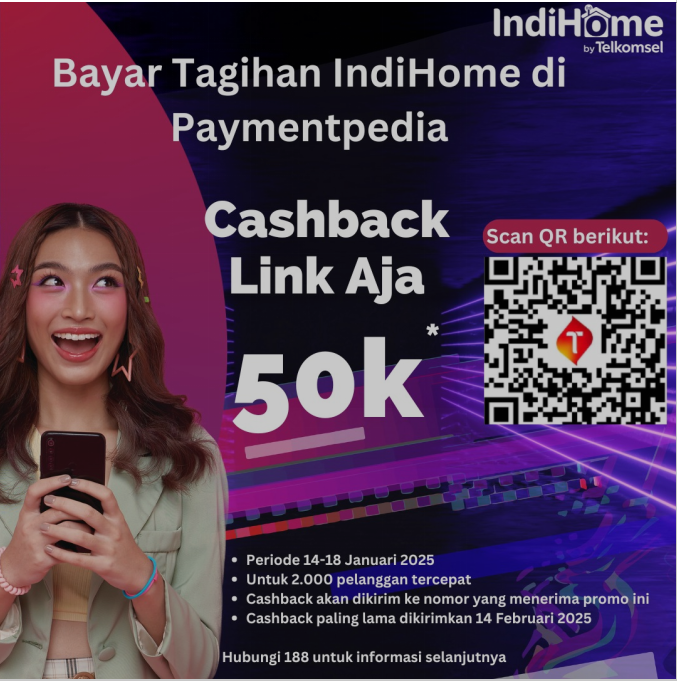 IndiHome
by Telkomsel
Bayar Tagihan IndiHome di
Paymentpedia
Cashback
Link Aja
50k*
Scan QR berikut:
T
• Periode 14-18 Januari 2025
• Untuk 2.000 pelanggan tercepat
• Cashback akan dikirim ke nomor yang menerima promo ini
• Cashback paling lama dikirimkan 14 Februari 2025
Hubungi 188 untuk informasi selanjutnya